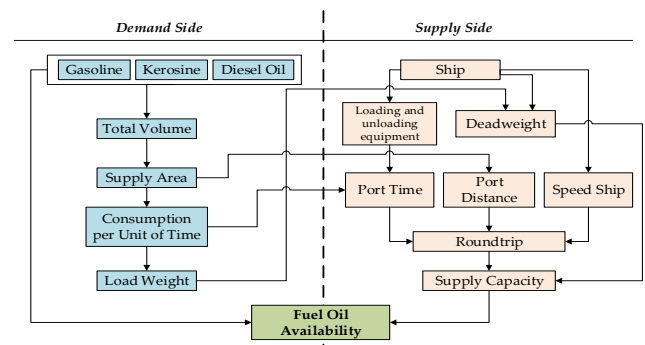 Demand Side
Supply Side
Gasoline
Kerosine
Diesel Oil
Total Volume
Supply Area
Consumption
per Unit of Time
Load Weight
Ship
Loading and
unloading
equipment
Deadweight
Port Time
Port
Distance
Speed Ship
Roundtrip
Supply Capacity
Fuel Oil
Availability